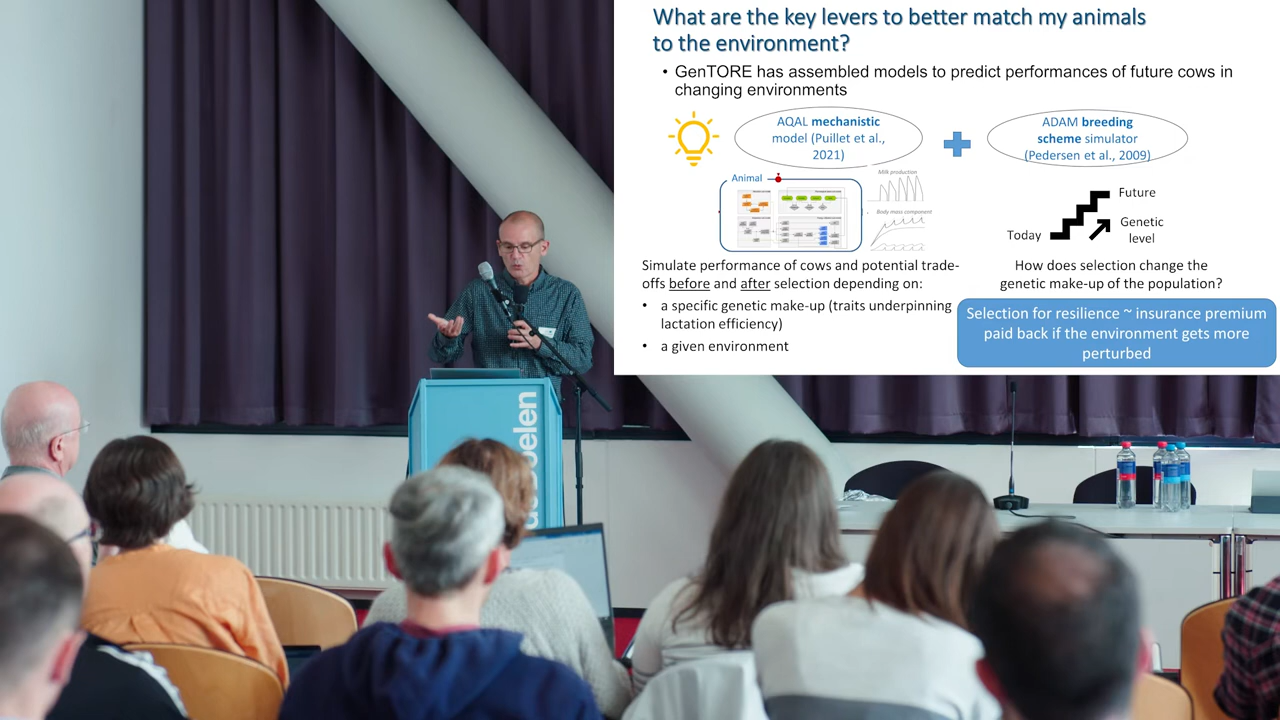 What are the key levers to better match my animals
to the environment?
• GenTORE has assembled models to predict performances of future cows in
changing environments
AQAL mechanistic
model (Puillet et al.,
2021)
ADAM breeding
scheme simulator
(Pedersen et al., 2009)
Animal
Milk production
Body mass component
Future
Genetic
level
Today
Simulate performance of cows and potential trade-
offs before and after selection depending on:
• a specific genetic make-up (traits underpinning
lactation efficiency)
• a given environment
How does selection change the
genetic make-up of the population?
Selection for resilience ~ insurance premium
paid back if the environment gets more
perturbed
oelen